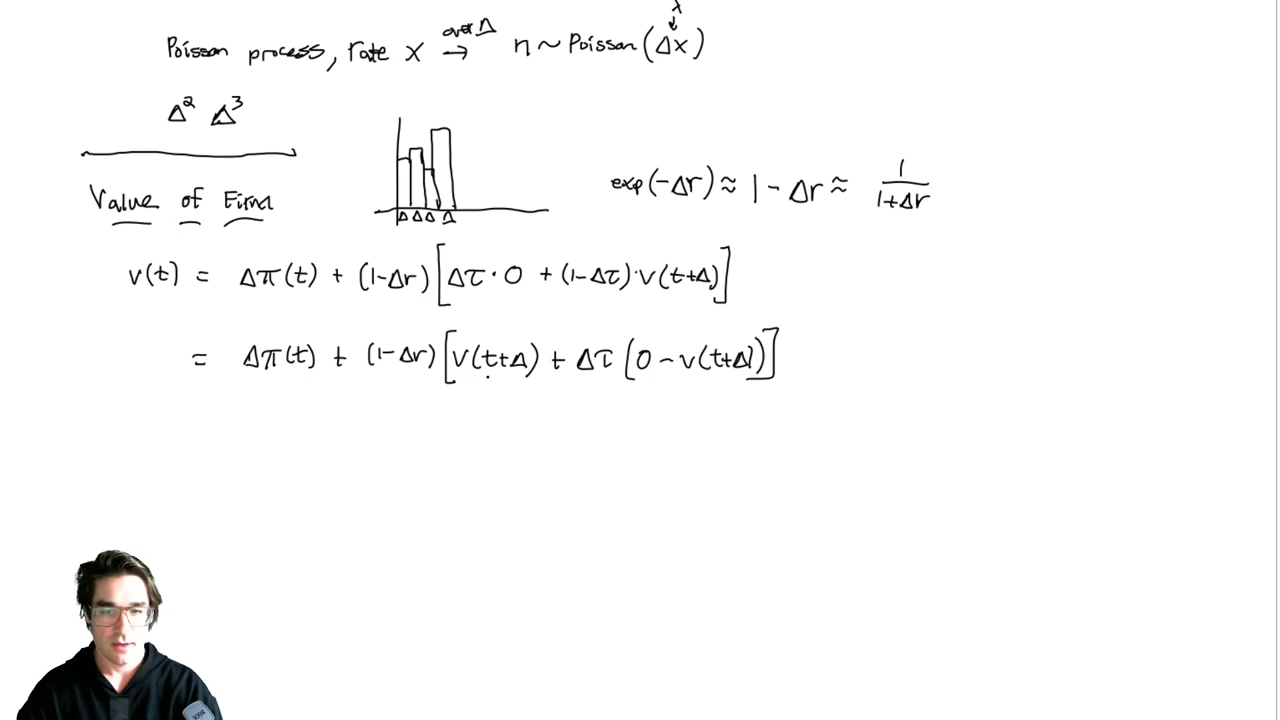 Poisson process, rate x →(over Δ) n ~ Poisson(Δx)
λ
Δ² Δ³
Value of Firm
Δ Δ Δ Δ
exp(-Δr) ≈ 1 - Δr ≈ 1/(1+Δr)
v(t) = Δπ(t) + (1-Δr)[Δτ · 0 + (1-Δτ)·v(t+Δ)]
= Δπ(t) + (1-Δr)[v(t+Δ) + Δτ(0 - v(t+Δ))]